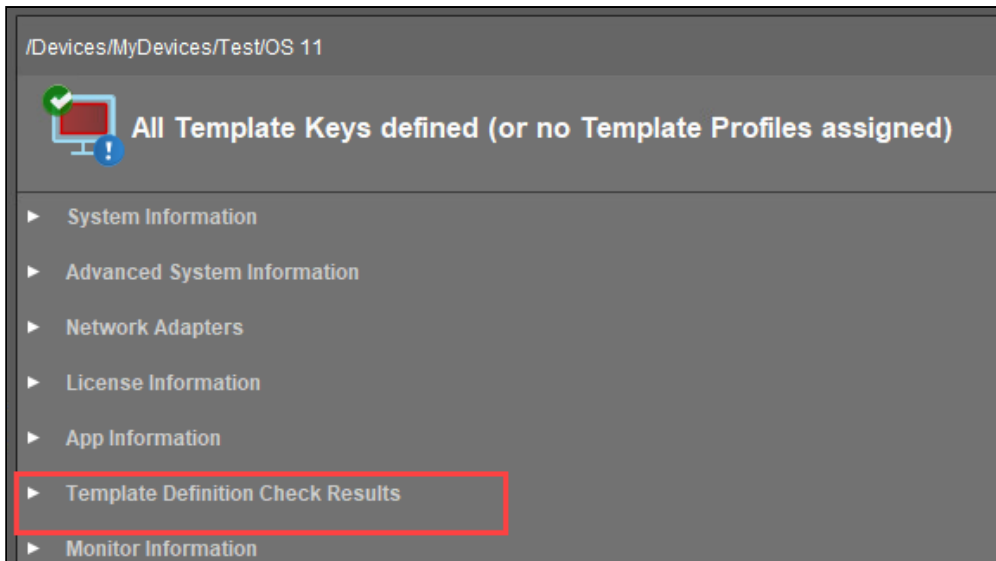 /Devices/MyDevices/Test/OS 11
All Template Keys defined (or no Template Profiles assigned)
System Information
Advanced System Information
Network Adapters
License Information
App Information
Template Definition Check Results
Monitor Information